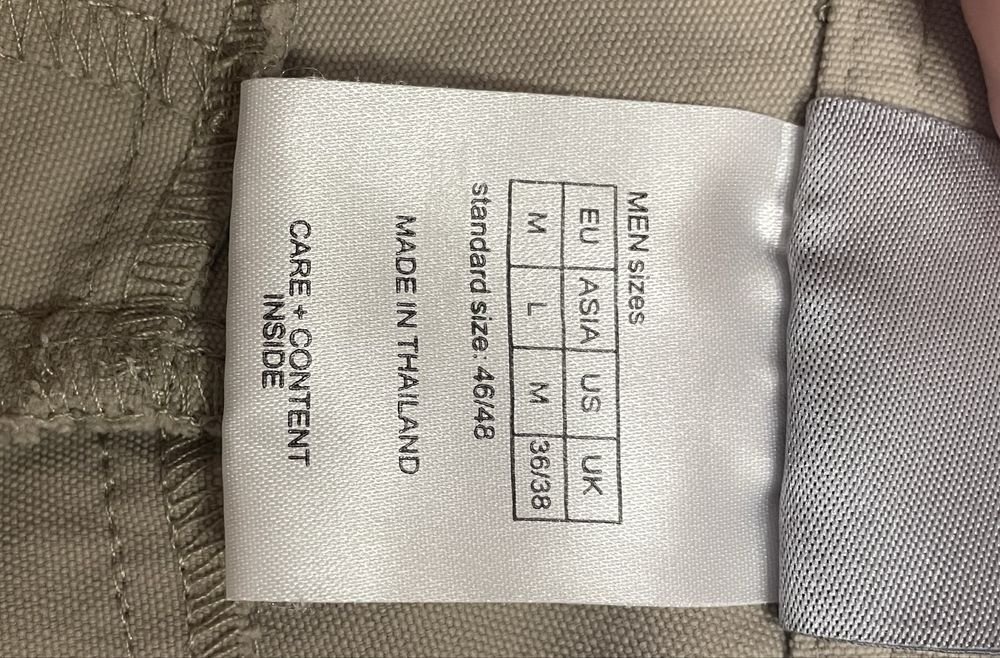 MEN sizes
EU ASIA US UK
M L M 36/38
standard size: 46/48
MADE IN THAILAND
CARE + CONTENT
INSIDE